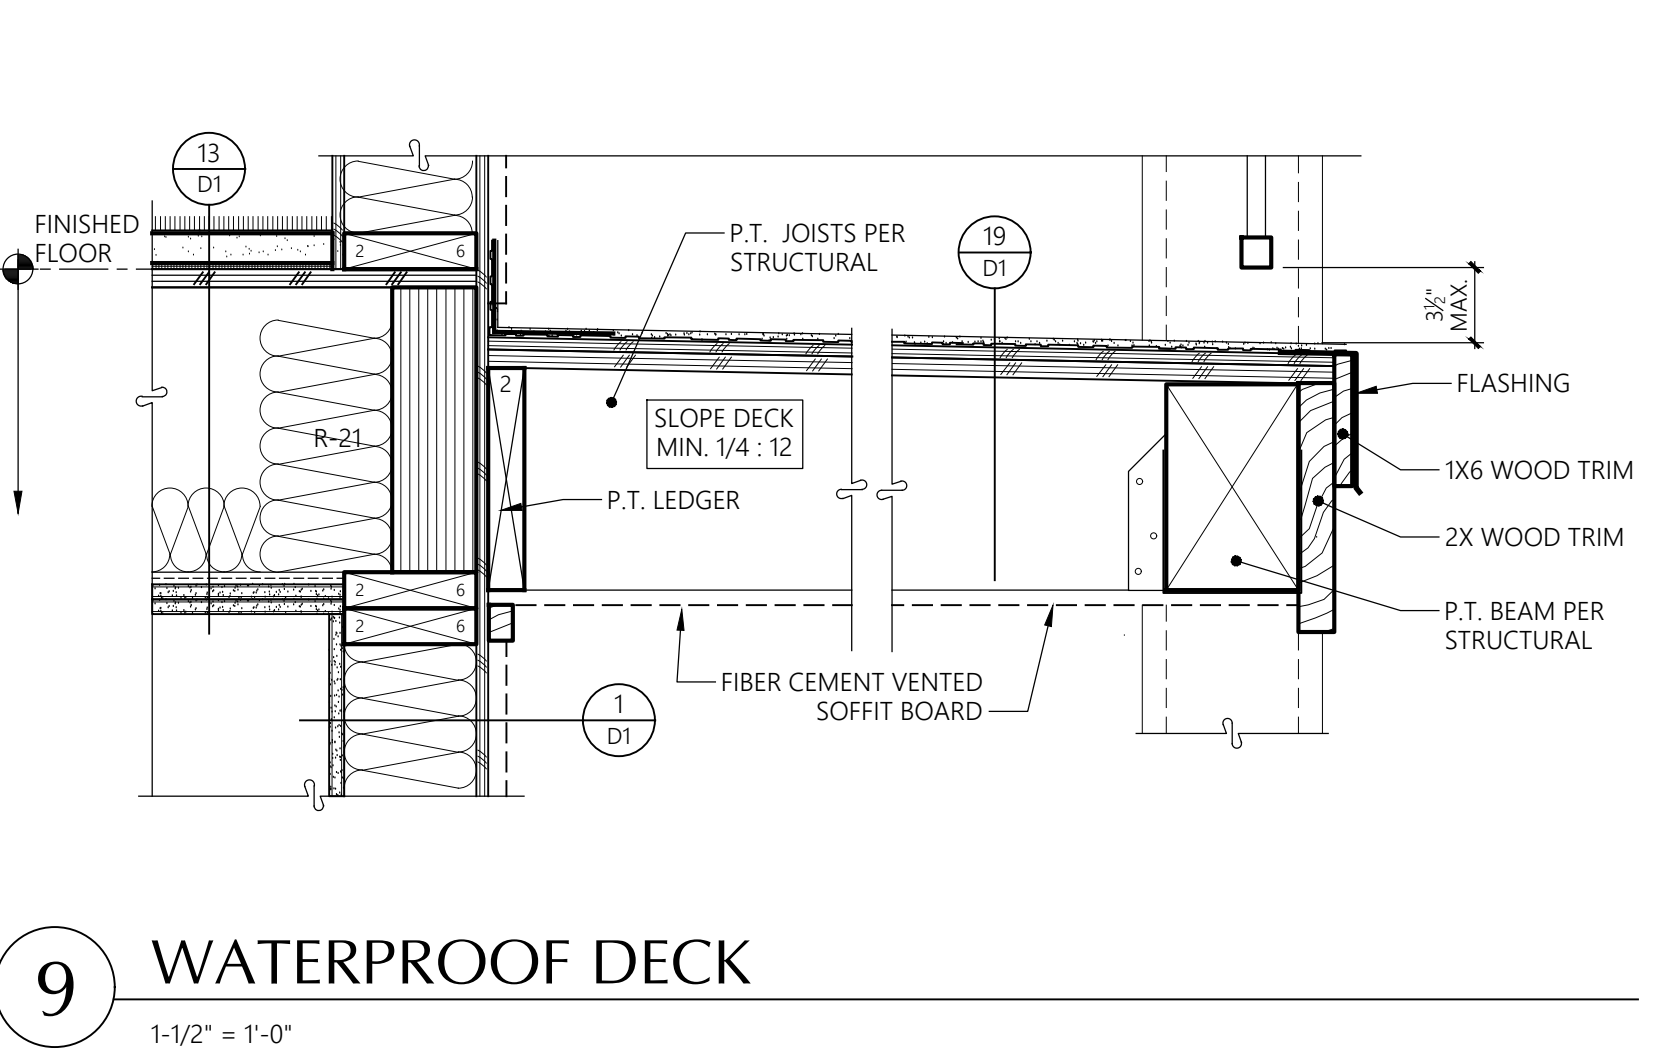 13
D1
FINISHED
FLOOR
2 6
P.T. JOISTS PER
STRUCTURAL
19
D1
3½"
MAX.
2
FLASHING
SLOPE DECK
MIN. 1/4 : 12
R-21
1X6 WOOD TRIM
P.T. LEDGER
2X WOOD TRIM
2 6
2 6
P.T. BEAM PER
STRUCTURAL
FIBER CEMENT VENTED
SOFFIT BOARD
1
D1
9
WATERPROOF DECK
1-1/2" = 1'-0"